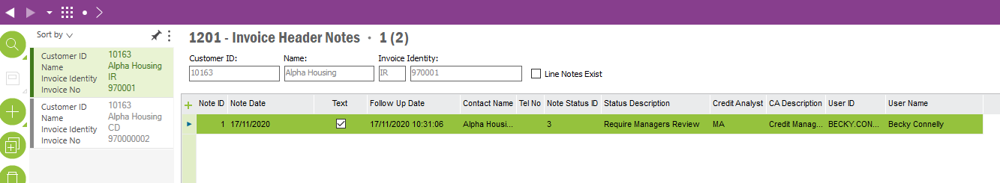 Sort by
Customer ID 10163
Name Alpha Housing
Invoice Identity IR
Invoice No 970001
Customer ID 10163
Name Alpha Housing
Invoice Identity CD
Invoice No 970000002
1201 - Invoice Header Notes • 1 (2)
Customer ID: Name: Invoice Identity:
10163 Alpha Housing IR 970001 Line Notes Exist
Note ID Note Date Text Follow Up Date Contact Name Tel No Note Status ID Status Description Credit Analyst CA Description User ID User Name
1 17/11/2020 17/11/2020 10:31:06 Alpha Housi... 3 Require Managers Review MA Credit Manag... BECKY.CON... Becky Connelly